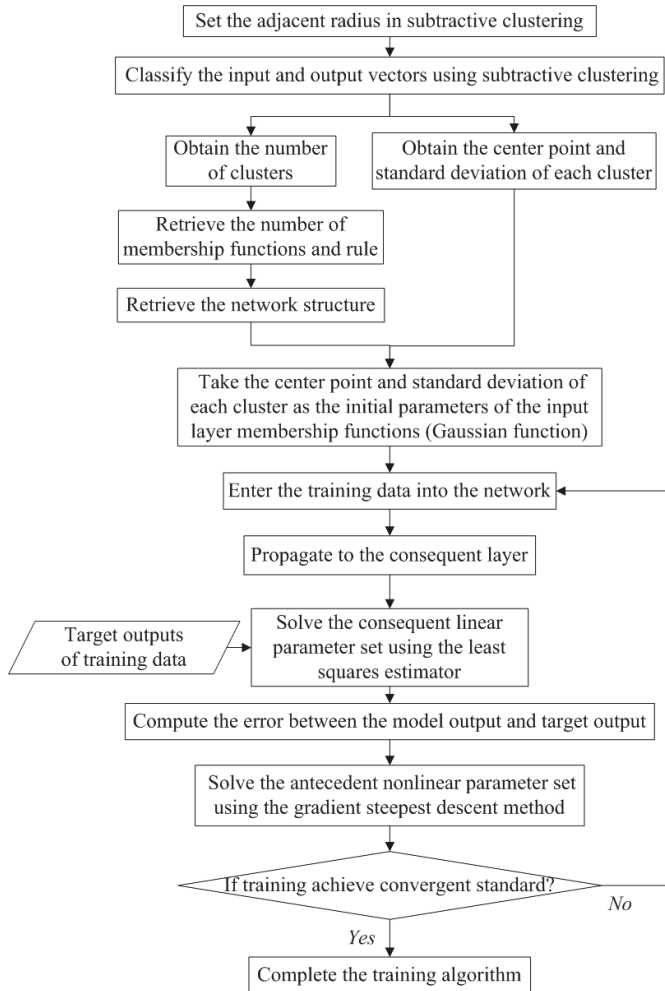 Set the adjacent radius in subtractive clustering
Classify the input and output vectors using subtractive clustering
Obtain the number
of clusters
Obtain the center point and
standard deviation of each cluster
Retrieve the number of
membership functions and rule
Retrieve the network structure
Take the center point and standard deviation of
each cluster as the initial parameters of the input
layer membership functions (Gaussian function)
Enter the training data into the network
Propagate to the consequent layer
Target outputs
of training data
Solve the consequent linear
parameter set using the least
squares estimator
Compute the error between the model output and target output
Solve the antecedent nonlinear parameter set
using the gradient steepest descent method
If training achieve convergent standard?
No
Yes
Complete the training algorithm